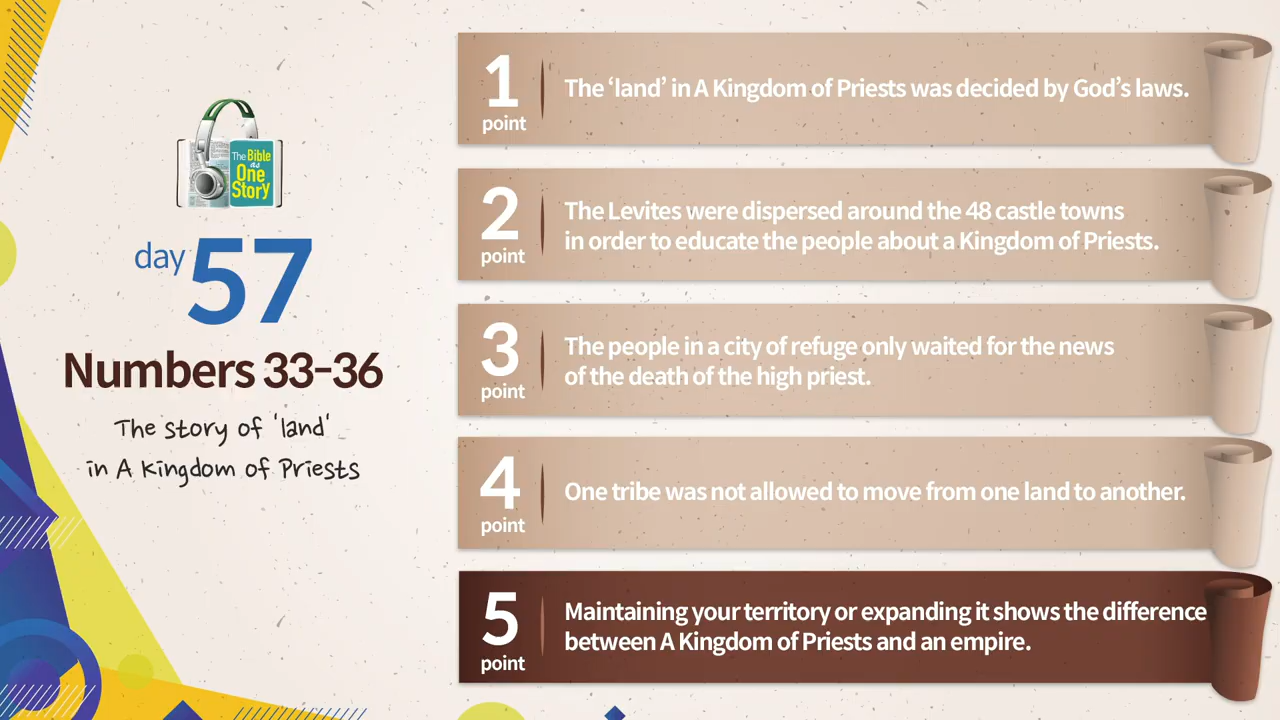 The Bible
as
One
Story
day 57
Numbers 33-36
The story of 'land'
in A Kingdom of Priests
1
point
The ‘land’ in A Kingdom of Priests was decided by God’s laws.
2
point
The Levites were dispersed around the 48 castle towns
in order to educate the people about a Kingdom of Priests.
3
point
The people in a city of refuge only waited for the news
of the death of the high priest.
4
point
One tribe was not allowed to move from one land to another.
5
point
Maintaining your territory or expanding it shows the difference
between A Kingdom of Priests and an empire.